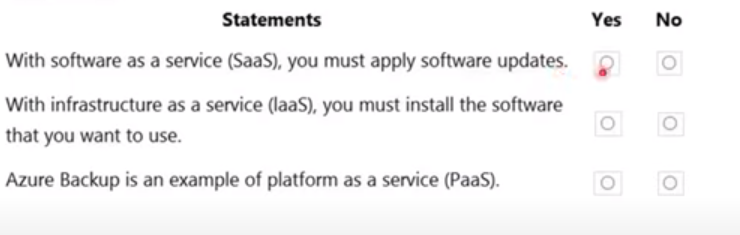 Statements Yes No
With software as a service (SaaS), you must apply software updates.
With infrastructure as a service (IaaS), you must install the software
that you want to use.
Azure Backup is an example of platform as a service (PaaS).